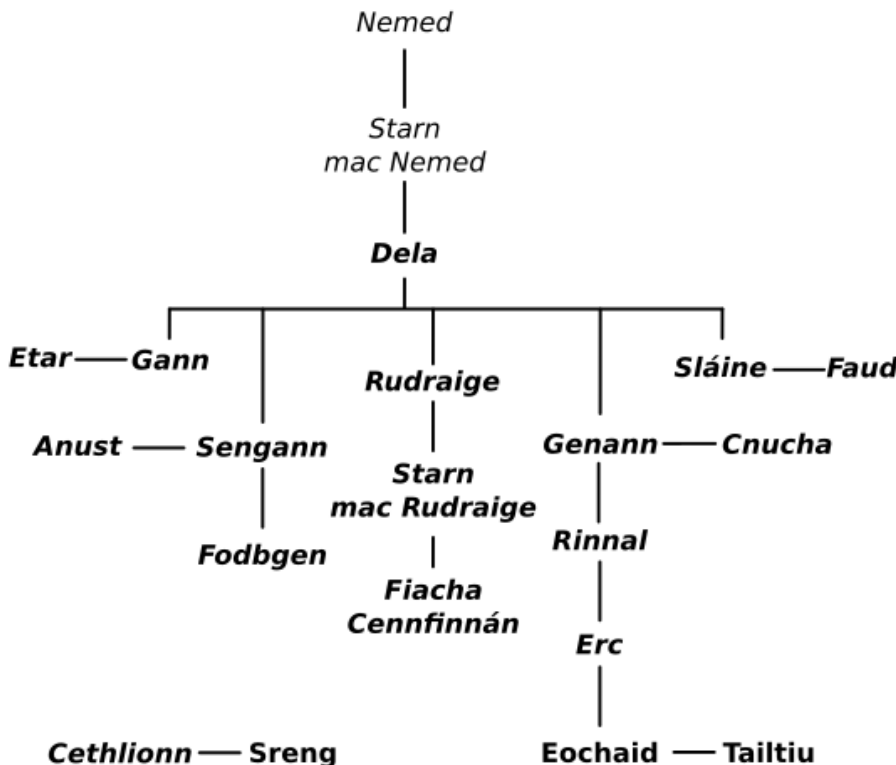 Nemed
Starn
mac Nemed
Dela
Etar Gann
Rudraige
Sláine Faud
Anust Sengann
Genann Cnucha
Starn
mac Rudraige
Fodbgen
Rinnal
Fiacha
Cennfinnán
Erc
Cethlionn Sreng
Eochaid Tailtiu